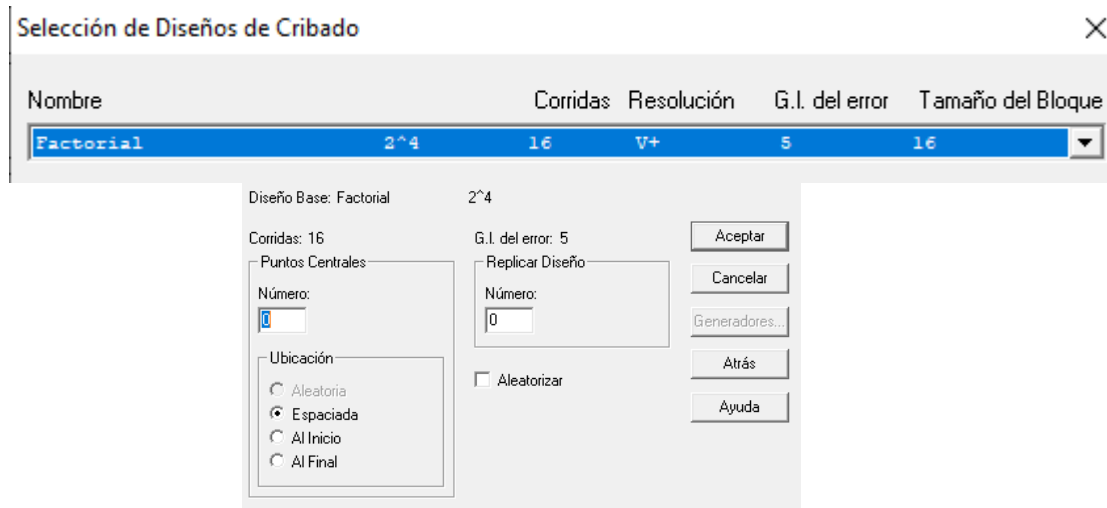 Selección de Diseños de Cribado
Nombre Corridas Resolución G.l. del error Tamaño del Bloque
Factorial 2^4 16 V+ 5 16
Diseño Base: Factorial 2^4
Corridas: 16 G.l. del error: 5 Aceptar
Puntos Centrales Replicar Diseño
Cancelar
Número: Número:
0 0 Generadores...
Ubicación Atrás
Aleatoria Aleatorizar
Espaciada Ayuda
Al Inicio
Al Final